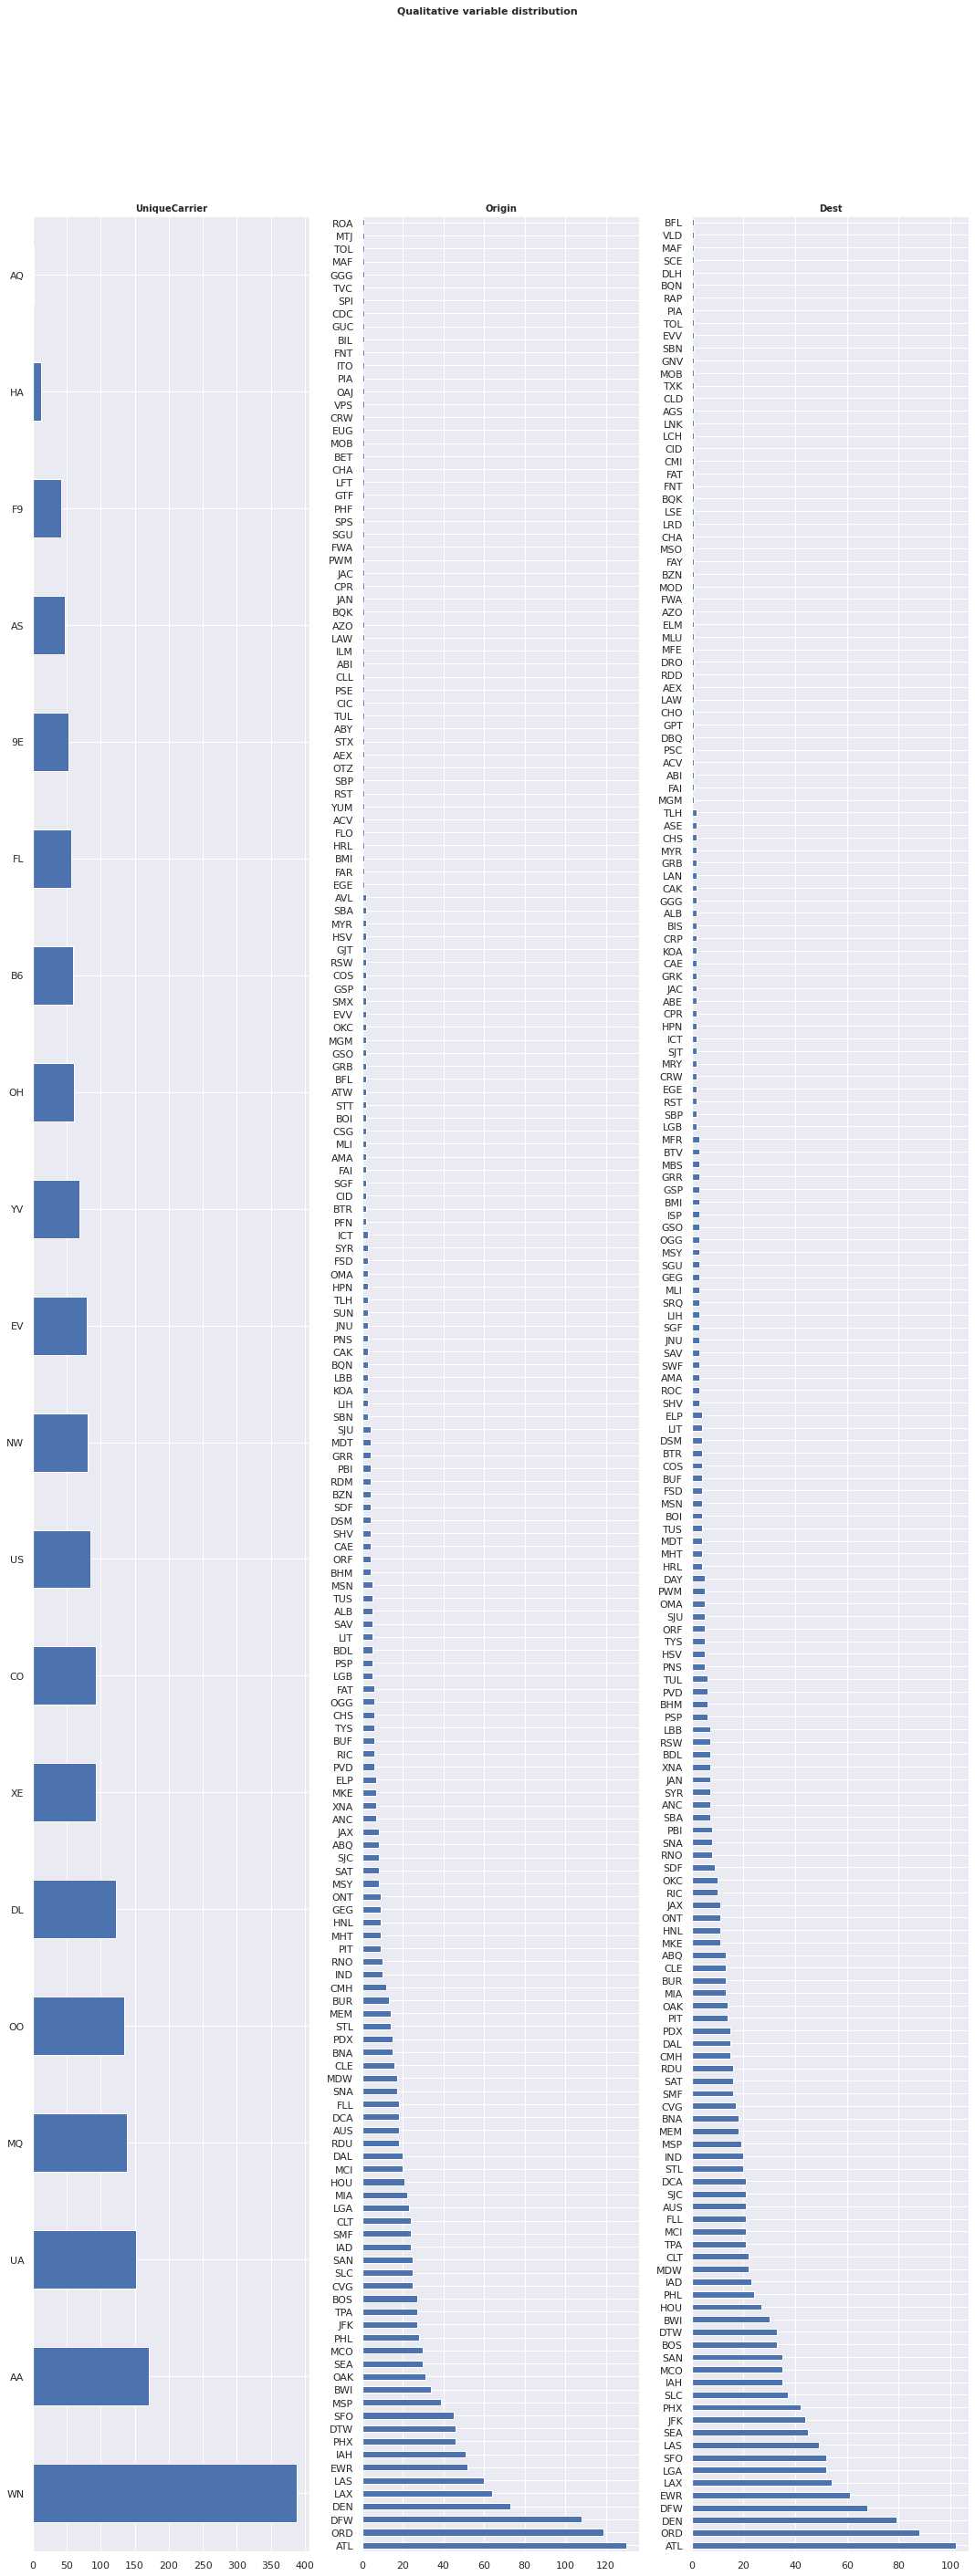 Qualitative variable distribution
UniqueCarrier
AQ
HA
F9
AS
9E
FL
B6
OH
YV
EV
NW
US
CO
XE
DL
OO
MQ
UA
AA
WN
0 50 100 150 200 250 300 350 400
Origin
ROA
MTJ
TOL
MAF
GGG
TVC
SPI
CDC
GUC
BIL
FNT
ITO
PIA
OAJ
VPS
CRW
EUG
MOB
BET
CHA
LFT
GTF
PHF
SPS
SGU
FWA
PWM
JAC
CPR
JAN
BQK
AZO
LAW
ILM
ABI
CLL
PSE
CIC
TUL
ABY
STX
AEX
OTZ
SBP
RST
YUM
ACV
FLO
HRL
BMI
FAR
EGE
AVL
SBA
MYR
HSV
GJT
RSW
COS
GSP
SMX
EVV
OKC
MGM
GSO
GRB
BFL
ATW
STT
BOI
CSG
MLI
AMA
FAI
SGF
CID
BTR
PFN
ICT
SYR
FSD
OMA
HPN
TLH
SUN
JNU
PNS
CAK
BQN
LBB
KOA
LIH
SBN
SJU
MDT
GRR
PBI
RDM
BZN
SDF
DSM
SHV
CAE
ORF
BHM
MSN
TUS
ALB
SAV
LIT
BDL
PSP
LGB
FAT
OGG
CHS
TYS
BUF
RIC
PVD
ELP
MKE
XNA
ANC
JAX
ABQ
SJC
SAT
MSY
ONT
GEG
HNL
MHT
PIT
RNO
IND
CMH
BUR
MEM
STL
PDX
BNA
CLE
MDW
SNA
FLL
DCA
AUS
RDU
DAL
MCI
HOU
MIA
LGA
CLT
SMF
IAD
SAN
SLC
CVG
BOS
TPA
JFK
PHL
MCO
SEA
OAK
BWI
MSP
SFO
DTW
PHX
IAH
EWR
LAS
LAX
DEN
DFW
ORD
ATL
0 20 40 60 80 100 120
Dest
BFL
VLD
MAF
SCE
DLH
BQN
RAP
PIA
TOL
EVV
SBN
GNV
MOB
TXK
CLD
AGS
LNK
LCH
CID
CMI
FAT
FNT
BQK
LSE
LRD
CHA
MSO
FAY
BZN
MOD
FWA
AZO
ELM
MLU
MFE
DRO
RDD
AEX
LAW
CHO
GPT
DBQ
PSC
ACV
ABI
FAI
MGM
TLH
ASE
CHS
MYR
GRB
LAN
CAK
GGG
ALB
BIS
CRP
KOA
CAE
GRK
JAC
ABE
CPR
HPN
ICT
SJT
MRY
CRW
EGE
RST
SBP
LGB
MFR
BTV
MBS
GRR
GSP
BMI
ISP
GSO
OGG
MSY
SGU
GEG
MLI
SRQ
LIH
SGF
JNU
SAV
SWF
AMA
ROC
SHV
ELP
LIT
DSM
BTR
COS
BUF
FSD
MSN
BOI
TUS
MDT
MHT
HRL
DAY
PWM
OMA
SJU
ORF
TYS
HSV
PNS
TUL
PVD
BHM
PSP
LBB
RSW
BDL
XNA
JAN
SYR
ANC
SBA
PBI
SNA
RNO
SDF
OKC
RIC
JAX
ONT
HNL
MKE
ABQ
CLE
BUR
MIA
OAK
PIT
PDX
DAL
CMH
RDU
SAT
SMF
CVG
BNA
MEM
MSP
IND
STL
DCA
SJC
AUS
FLL
MCI
TPA
CLT
MDW
IAD
PHL
HOU
BWI
DTW
BOS
SAN
MCO
IAH
SLC
PHX
JFK
SEA
LAS
SFO
LGA
LAX
EWR
DFW
DEN
ORD
ATL
0 20 40 60 80 100